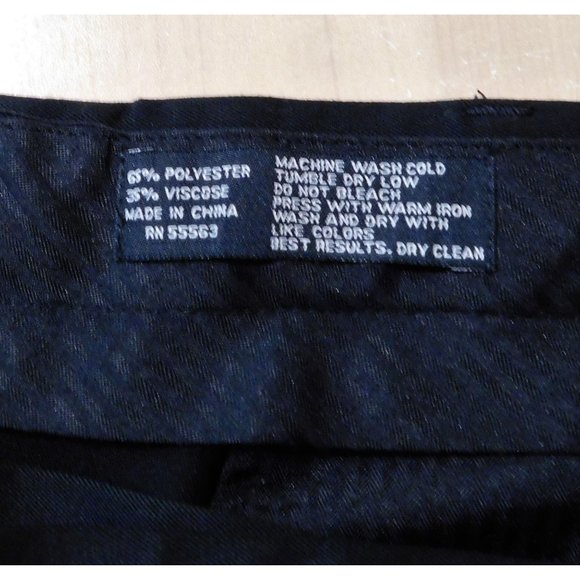 65% POLYESTER
35% VISCOSE
MADE IN CHINA
RN 55563
MACHINE WASH COLD
TUMBLE DRY LOW
DO NOT BLEACH
PRESS WITH WARM IRON
WASH AND DRY WITH
LIKE COLORS
BEST RESULTS. DRY CLEAN